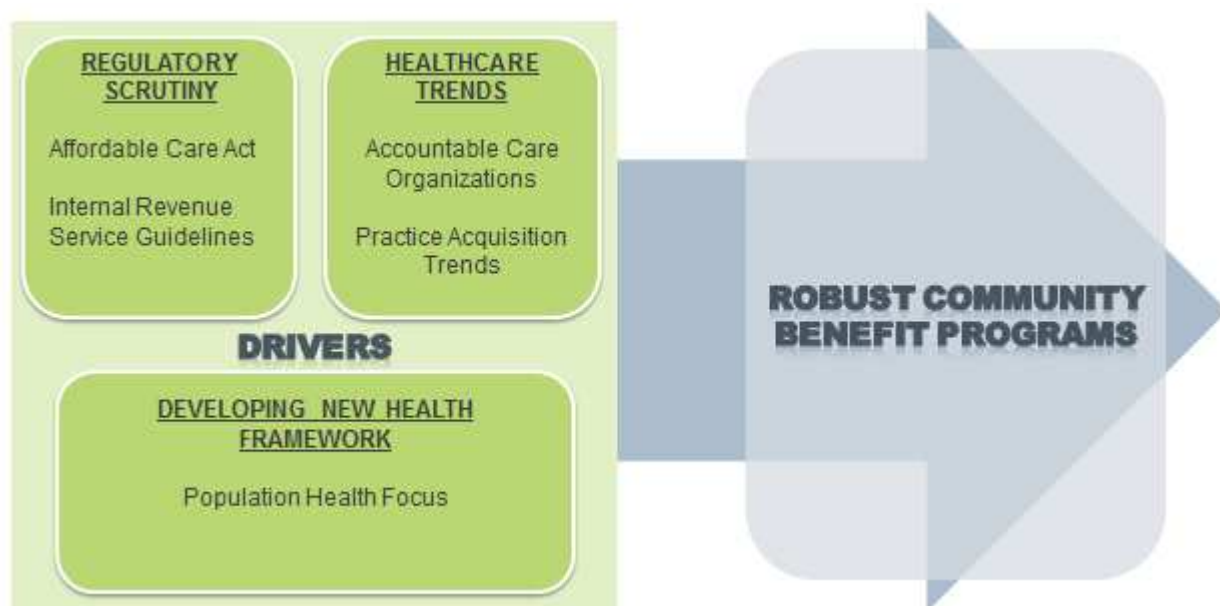 REGULATORY
SCRUTINY
Affordable Care Act
Internal Revenue
Service Guidelines
HEALTHCARE
TRENDS
Accountable Care
Organizations
Practice Acquisition
Trends
DRIVERS
DEVELOPING NEW HEALTH
FRAMEWORK
Population Health Focus
ROBUST COMMUNITY
BENEFIT PROGRAMS